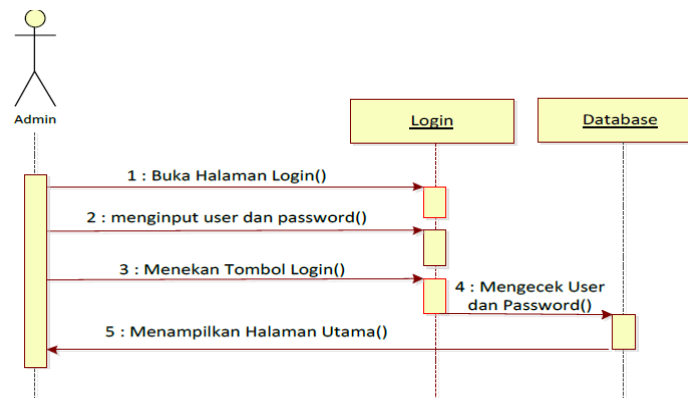 Admin
Login
Database
1 : Buka Halaman Login()
2 : menginput user dan password()
3 : Menekan Tombol Login()
4 : Mengecek User
dan Password()
5 : Menampilkan Halaman Utama()